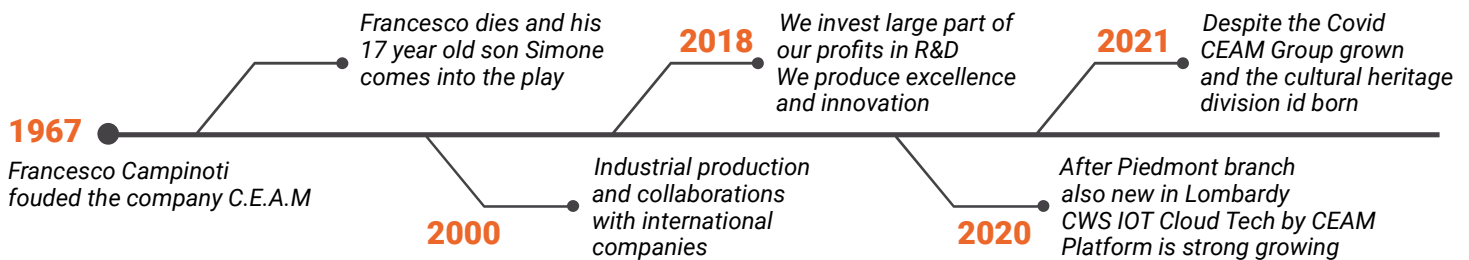 1967
Francesco Campinoti
fouded the company C.E.A.M
Francesco dies and his
17 year old son Simone
comes into the play
2000
Industrial production
and collaborations
with international
companies
2018
We invest large part of
our profits in R&D
We produce excellence
and innovation
2020
After Piedmont branch
also new in Lombardy
CWS IOT Cloud Tech by CEAM
Platform is strong growing
2021
Despite the Covid
CEAM Group grown
and the cultural heritage
division id born